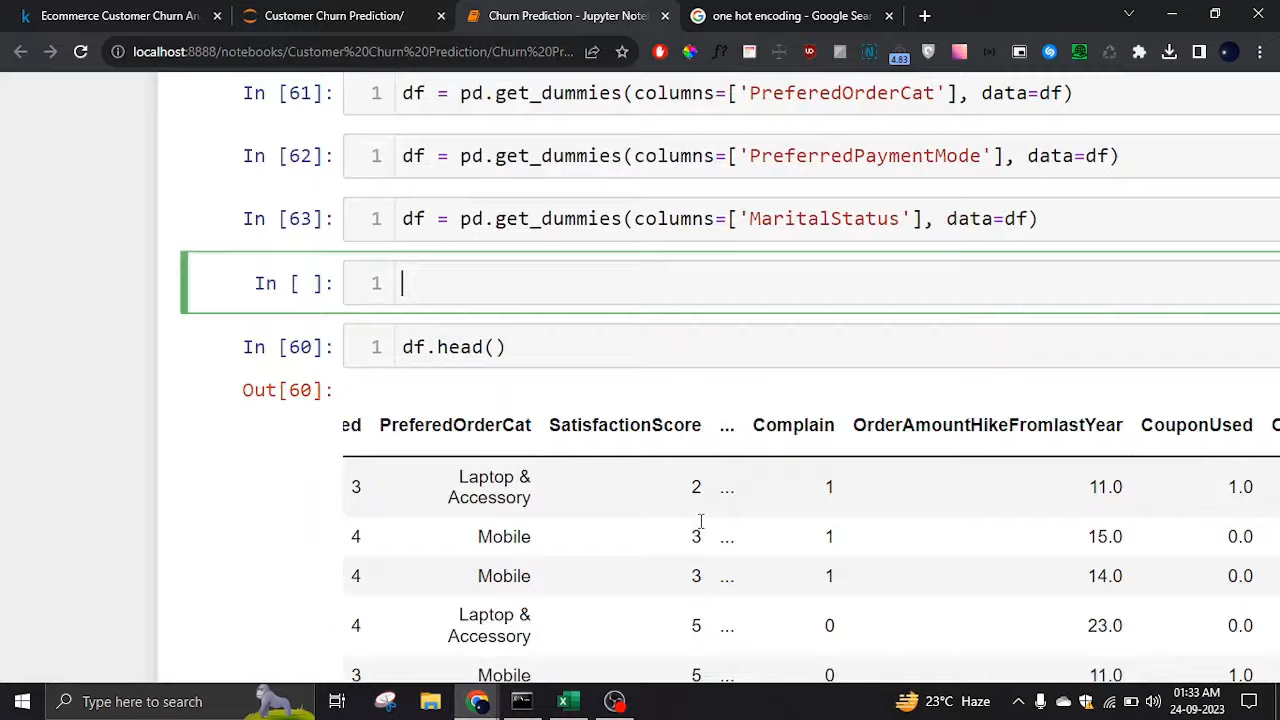 Ecommerce Customer Churn An
Customer Churn Prediction/
Churn Prediction - Jupyter Note
one hot encoding - Google Sear
localhost:8888/notebooks/Customer%20Churn%20Prediction/Churn%20Pr...
4.83
In [61]: 1 df = pd.get_dummies(columns=['PreferedOrderCat'], data=df)
In [62]: 1 df = pd.get_dummies(columns=['PreferredPaymentMode'], data=df)
In [63]: 1 df = pd.get_dummies(columns=['MaritalStatus'], data=df)
In [ ]: 1
In [60]: 1 df.head()
Out[60]:
ed PreferedOrderCat SatisfactionScore ... Complain OrderAmountHikeFromlastYear CouponUsed
3 Laptop & Accessory 2 ... 1 11.0 1.0
4 Mobile 3 ... 1 15.0 0.0
4 Mobile 3 ... 1 14.0 0.0
4 Laptop & Accessory 5 ... 0 23.0 0.0
3 Mobile 5 ... 0 11.0 1.0
Type here to search
23°C Haze
01:33 AM
24-09-2023